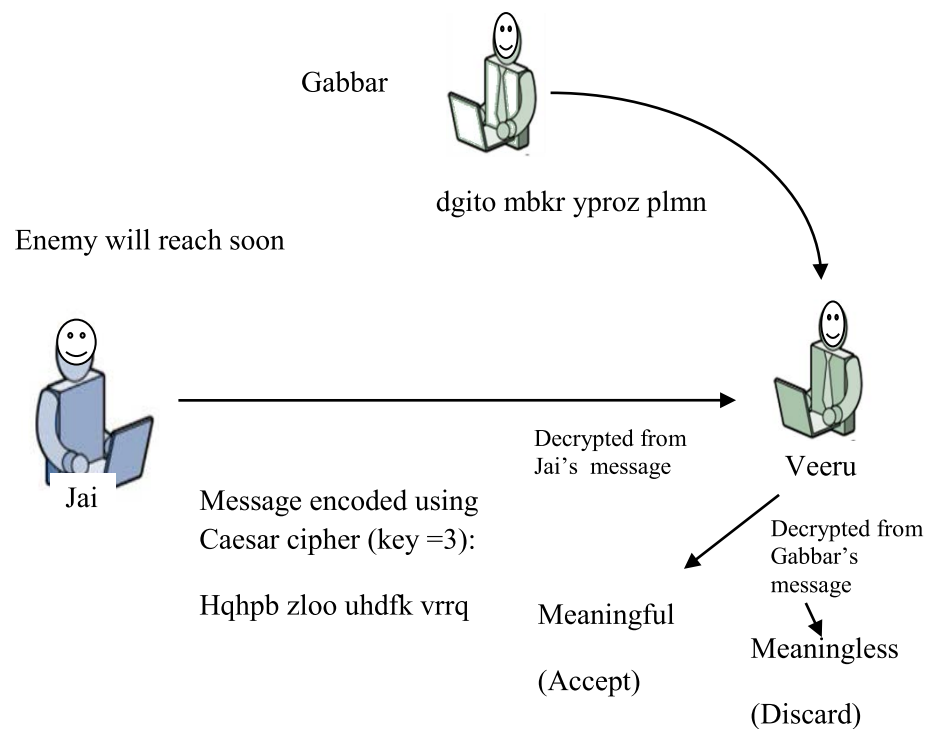 Gabbar
dgito mbkr yproz plmn
Enemy will reach soon
Decrypted from
Jai's message
Veeru
Jai
Message encoded using
Caesar cipher (key =3):
Hqhpb zloo uhdfk vrrq
Decrypted from
Gabbar's
message
Meaningful
(Accept)
Meaningless
(Discard)